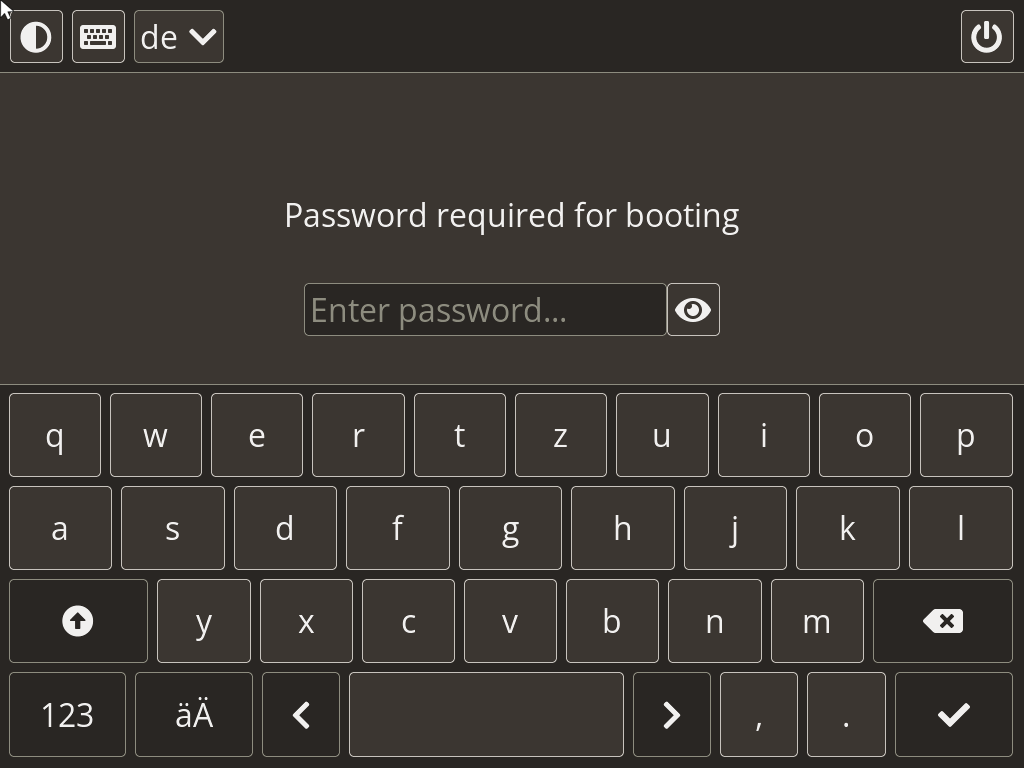 de
Password required for booting
Enter password...
q w e r t z u i o p
a s d f g h j k l
y x c v b n m
123 äÄ , .